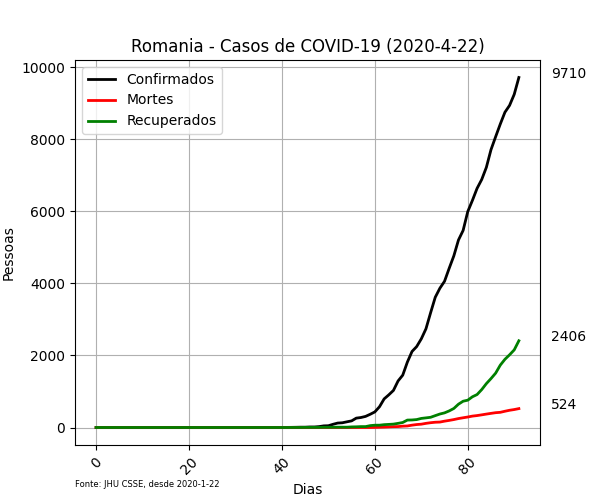 Romania - Casos de COVID-19 (2020-4-22)
Confirmados
Mortes
Recuperados
10000
8000
6000
4000
2000
0
Pessoas
9710
2406
524
0
20
40
60
80
Dias
Fonte: JHU CSSE, desde 2020-1-22